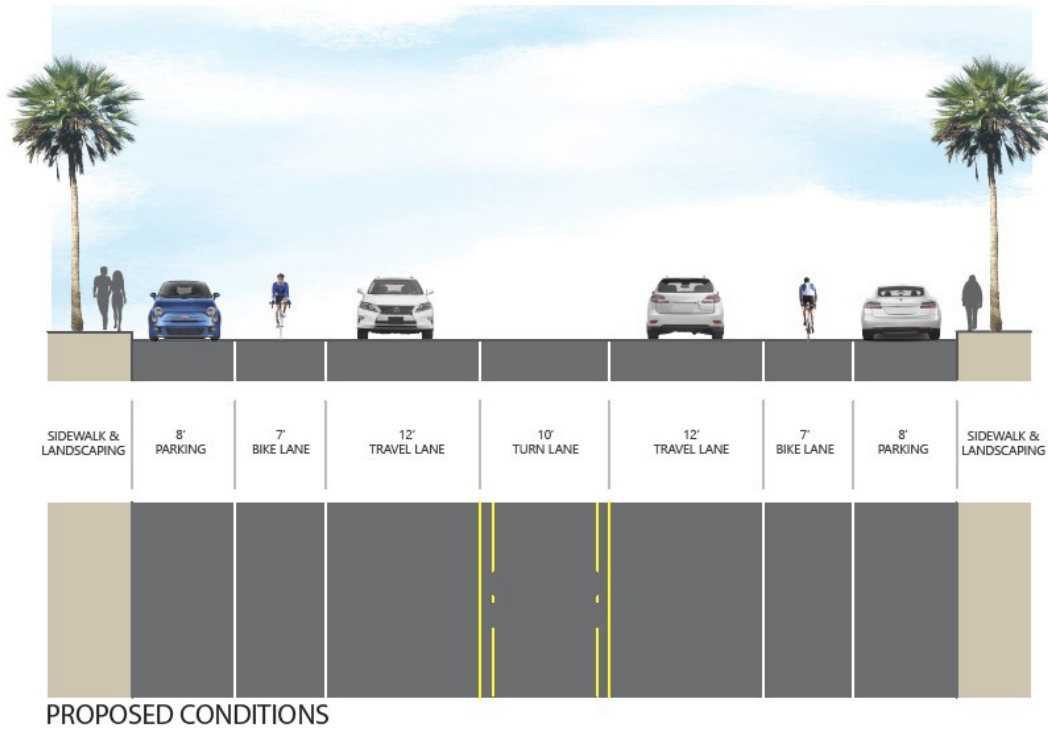 SIDEWALK &
LANDSCAPING
8'
PARKING
7'
BIKE LANE
12'
TRAVEL LANE
10'
TURN LANE
12'
TRAVEL LANE
7'
BIKE LANE
8'
PARKING
SIDEWALK &
LANDSCAPING
PROPOSED CONDITIONS